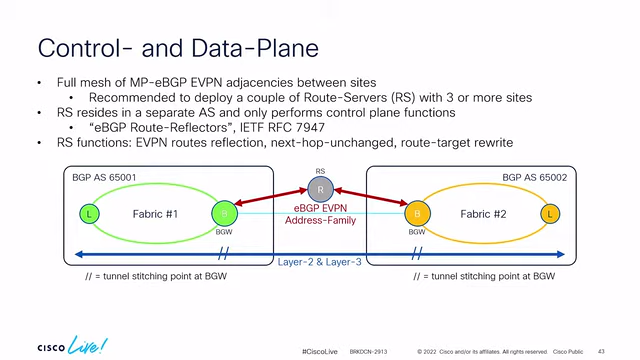 Control- and Data-Plane
• Full mesh of MP-eBGP EVPN adjacencies between sites
• Recommended to deploy a couple of Route-Servers (RS) with 3 or more sites
• RS resides in a separate AS and only performs control plane functions
• “eBGP Route-Reflectors”, IETF RFC 7947
• RS functions: EVPN routes reflection, next-hop-unchanged, route-target rewrite
BGP AS 65001
RS
BGP AS 65002
L
Fabric #1
B
R
B
Fabric #2
L
BGW
eBGP EVPN
Address-Family
BGW
//
//
Layer-2 & Layer-3
// = tunnel stitching point at BGW
// = tunnel stitching point at BGW
CISCO Live!
#CiscoLive
BRKDCN-2913
© 2022 Cisco and/or its affiliates. All rights reserved. Cisco Public
43